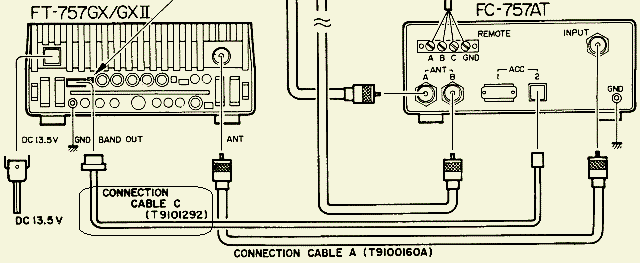 FT-757GX/GXII
FC-757AT
REMOTE
INPUT
A B C GND
ANT
A B
ACC
1 2
GND
DC 13.5V
GND
BAND OUT
ANT
DC 13.5V
CONNECTION
CABLE C
(T9101292)
CONNECTION CABLE A (T9100160A)